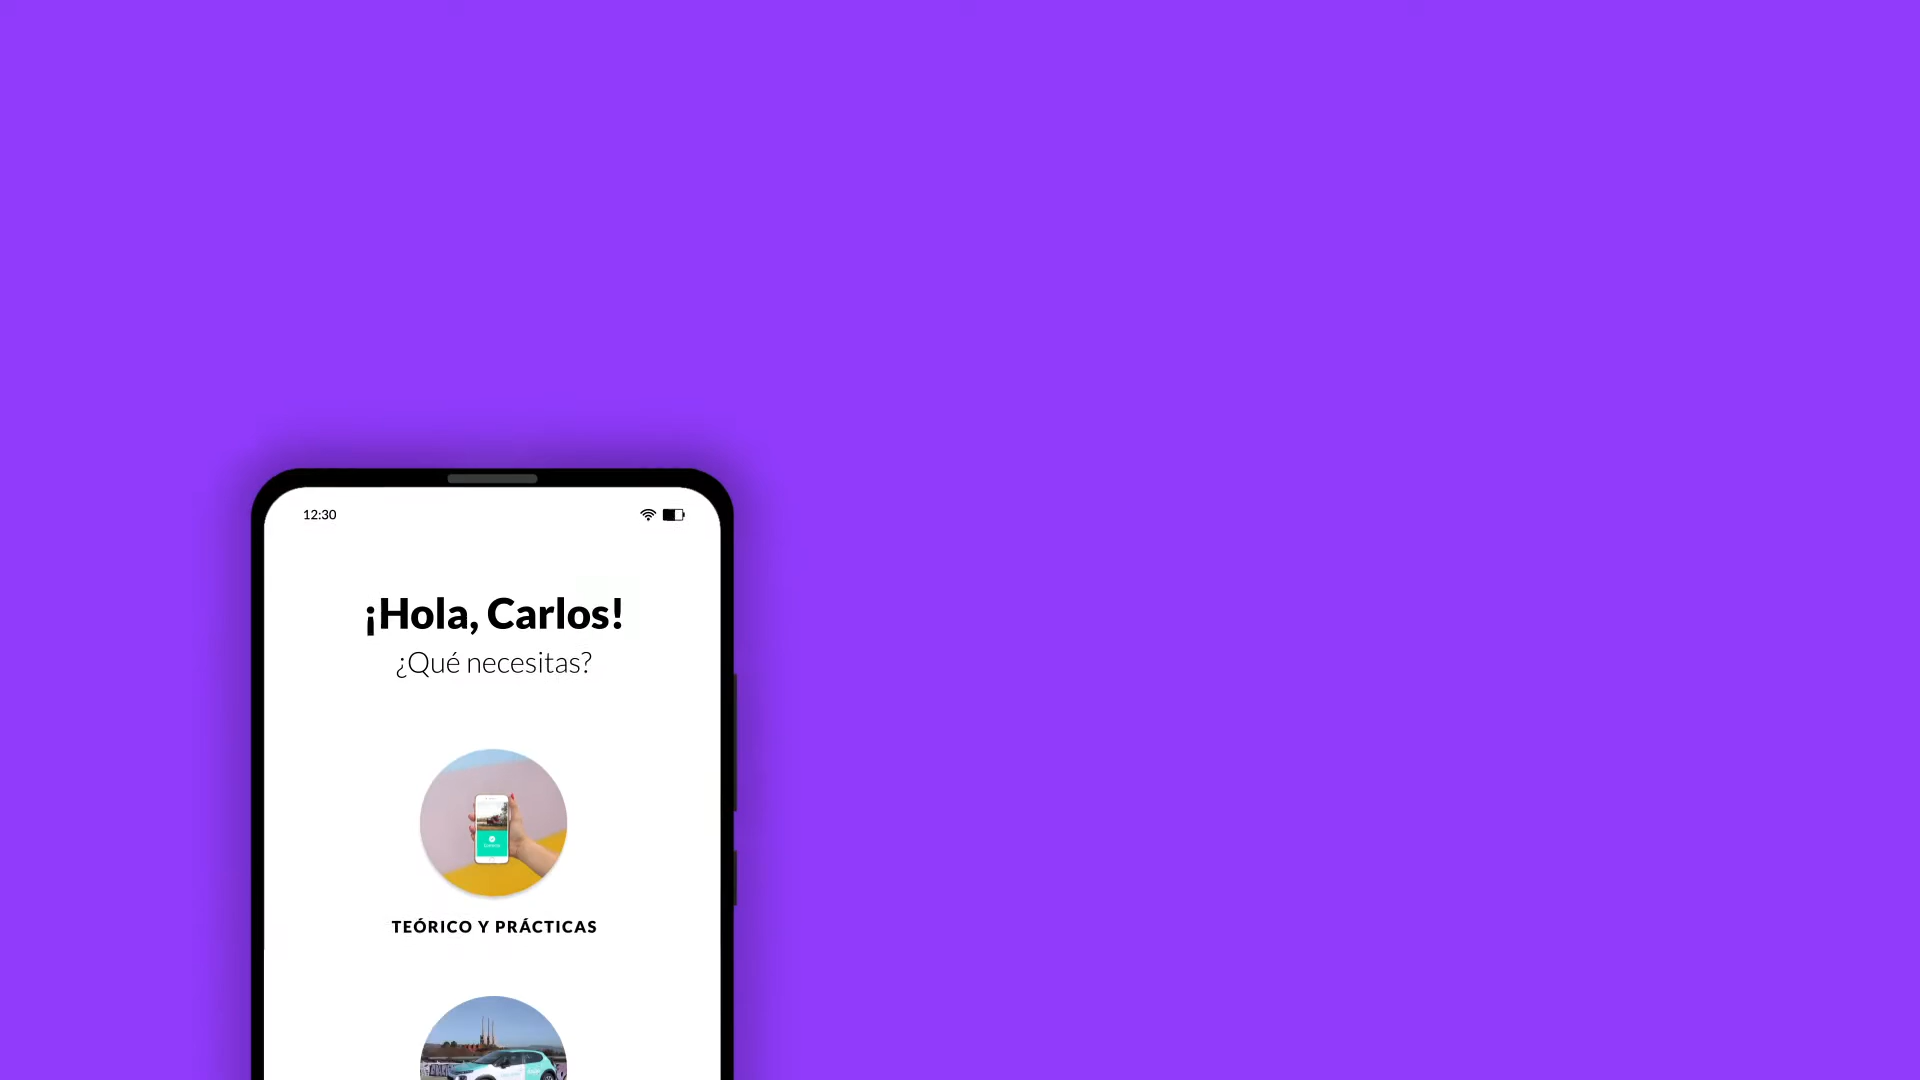 12:30
¡Hola, Carlos!
¿Qué necesitas?
TEÓRICO Y PRÁCTICAS